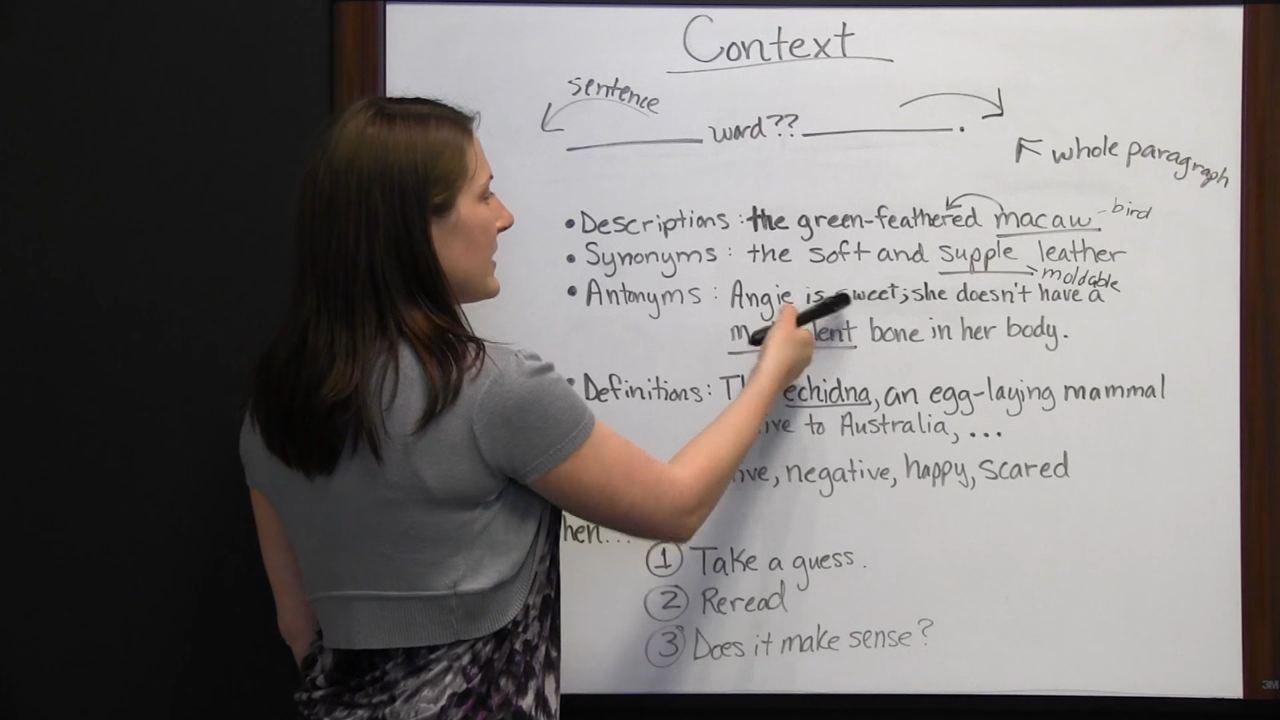 Context
sentence
word??
whole paragraph
• Descriptions: the green-feathered macaw - bird
• Synonyms: the soft and supple leather
moldable
• Antonyms: Angie is sweet; she doesn't have a
bone in her body.
• Definitions: The echidna, an egg-laying mammal
to Australia, ...
negative, happy, scared
1 Take a guess.
2 Reread
3 Does it make sense?
3M